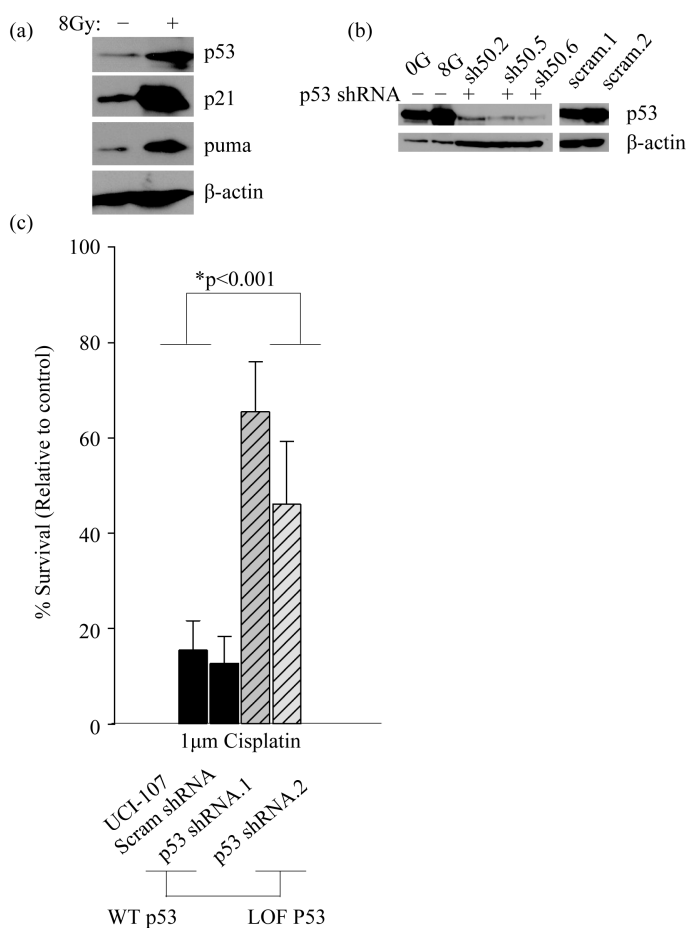 (a)
8Gy: − +
p53
p21
puma
β-actin
(b)
0G 8G sh50.2 sh50.5 sh50.6 scram.1 scram.2
p53 shRNA − − + + +
p53
β-actin
(c)
100
80
60
40
20
0
% Survival (Relative to control)
*p<0.001
1μm Cisplatin
UCI-107
Scram shRNA
p53 shRNA.1
p53 shRNA.2
WT p53 LOF P53